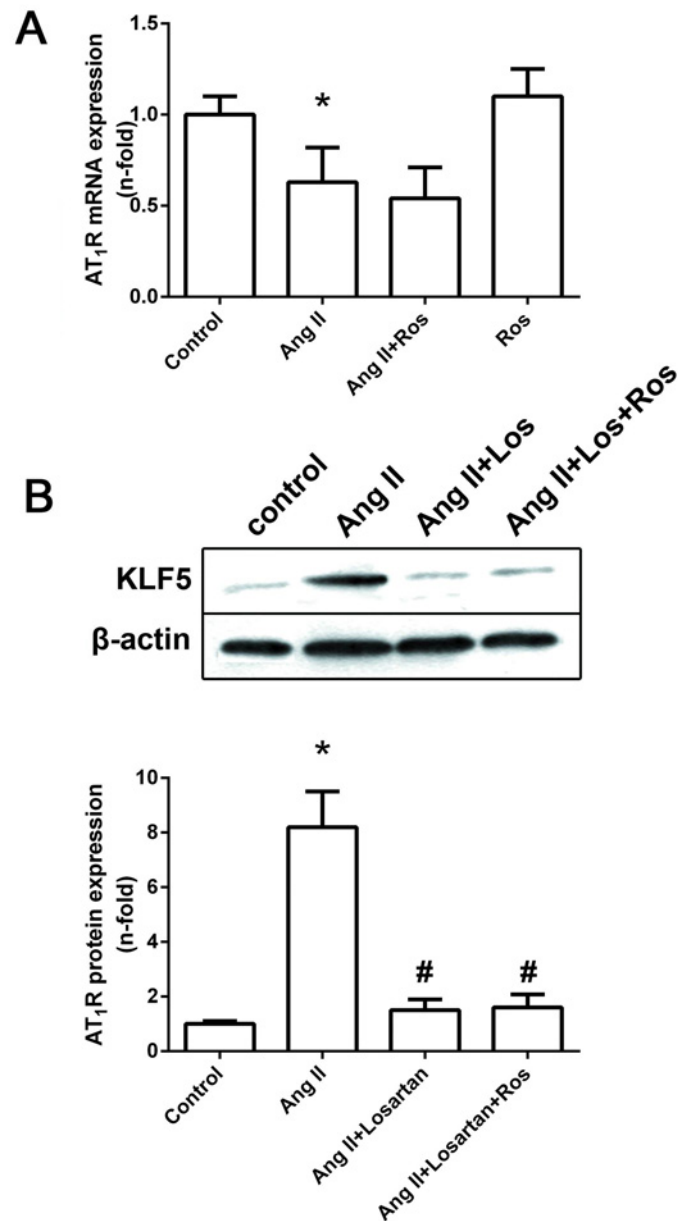 A
AT₁R mRNA expression
(n-fold)
1.5
1.0
0.5
0.0
*
Control
Ang II
Ang II+Ros
Ros
B
control
Ang II
Ang II+Los
Ang II+Los+Ros
KLF5
β-actin
AT₁R protein expression
(n-fold)
10
8
6
4
2
0
*
#
#
Control
Ang II
Ang II+Losartan
Ang II+Losartan+Ros